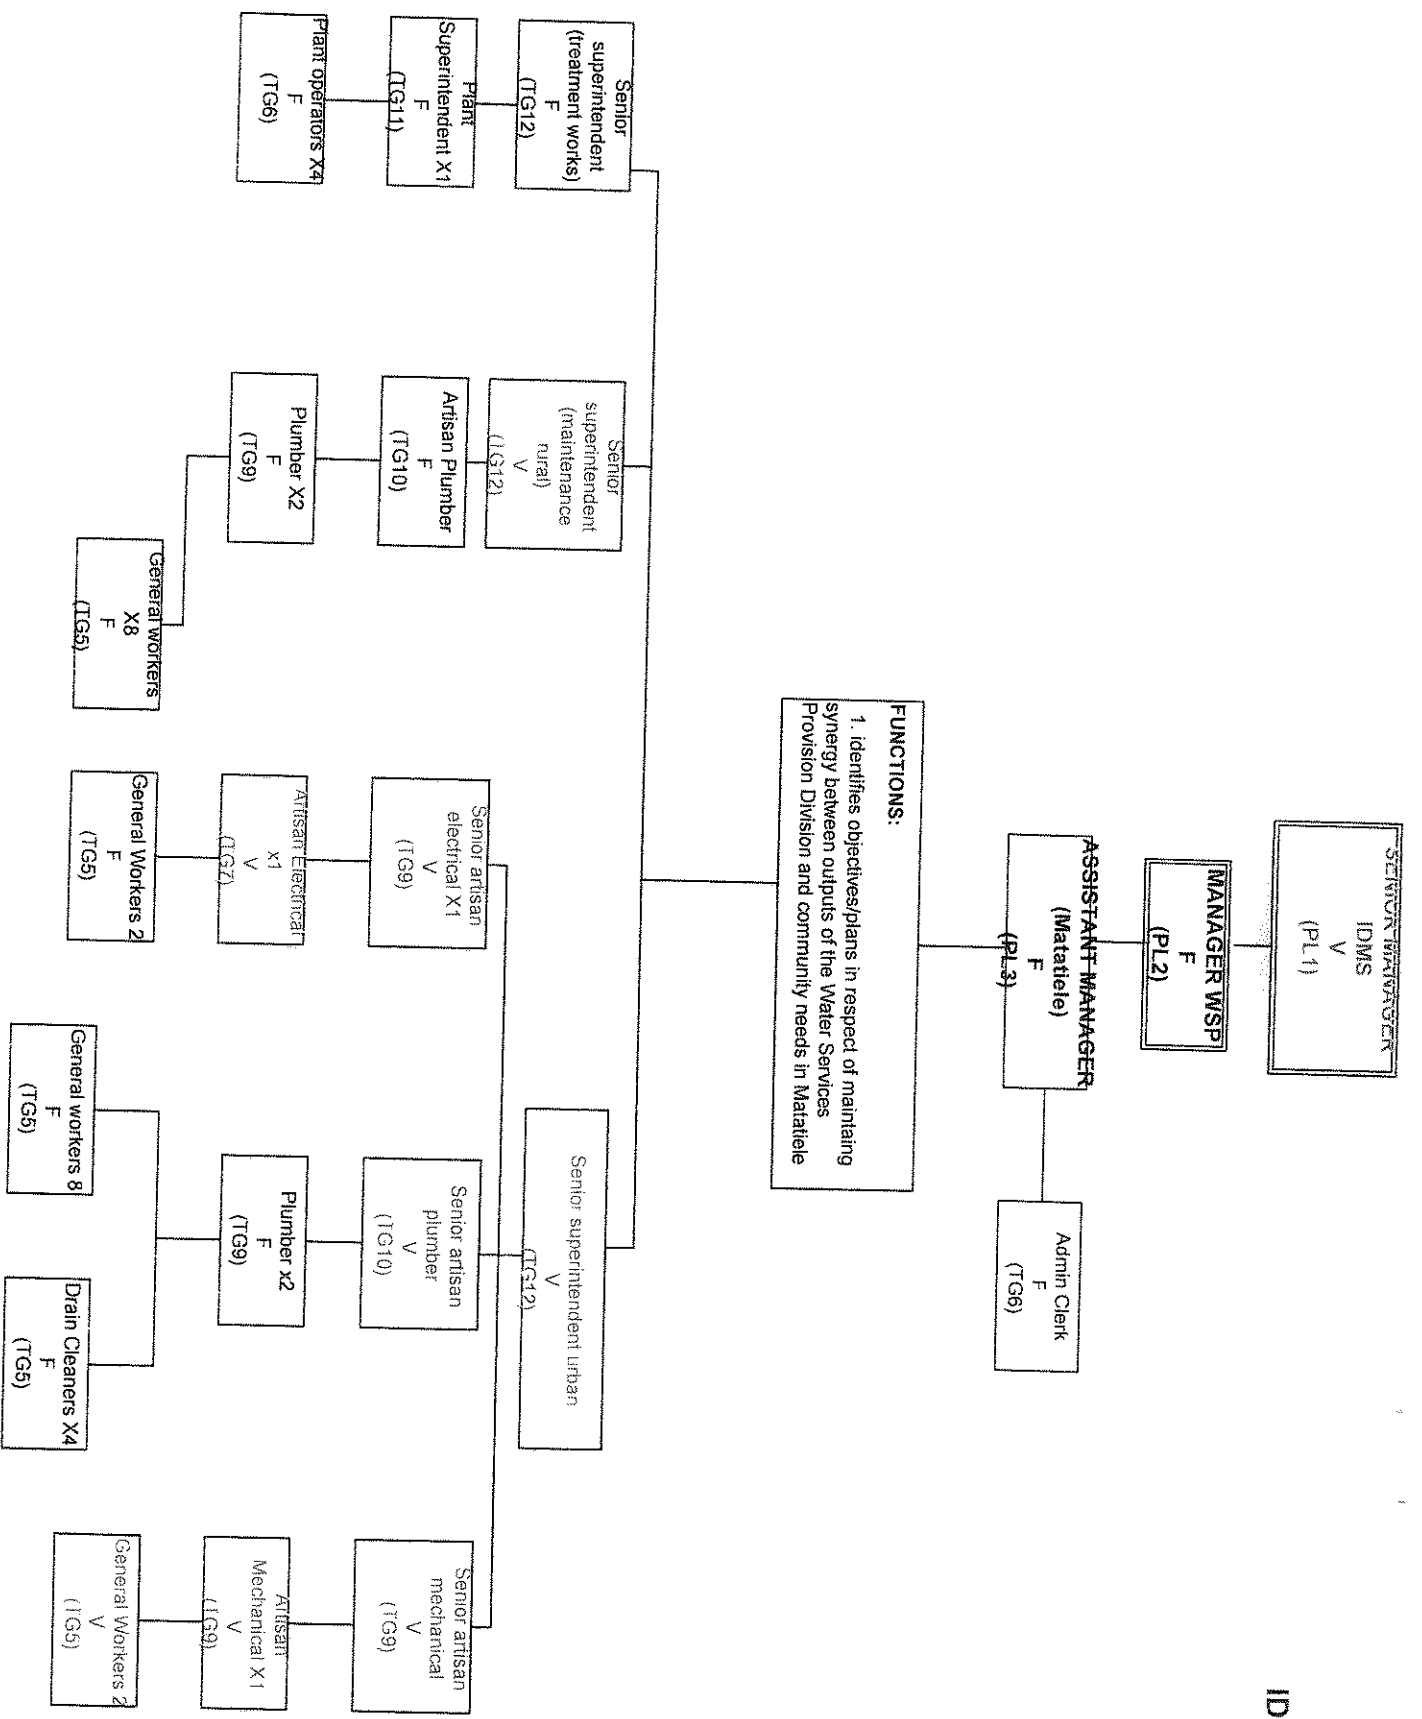 ID
SENIOR MANAGER
IDMS
V
(PL1)
MANAGER WSP
F
(PL2)
ASSISTANT MANAGER
(Matatiele)
F
(PL3)
Admin Clerk
F
(TG6)
FUNCTIONS:
1. identifies objectives/plans in respect of maintaing
synergy between outputs of the Water Services
Provision Division and community needs in Matatiele
Senior
superintendent
(treatment works)
F
(TG12)
Plant
Superintendent X1
F
(TG11)
Plant operators X4
F
(TG6)
Senior
superintendent
(maintenance
rural)
V
(TG12)
Artisan Plumber
F
(TG10)
Plumber X2
F
(TG9)
General workers
X8
F
(TG5)
Senior superintendent urban
V
(TG12)
Senior artisan
electrical X1
V
(TG9)
Artisan Electrical
x1
V
(TG7)
General Workers 2
F
(TG5)
Senior artisan
plumber
V
(TG10)
Plumber x2
F
(TG9)
General workers 8
F
(TG5)
Drain Cleaners X4
F
(TG5)
Senior artisan
mechanical
V
(TG9)
Artisan
Mechanical X1
V
(TG9)
General Workers 2
V
(TG5)